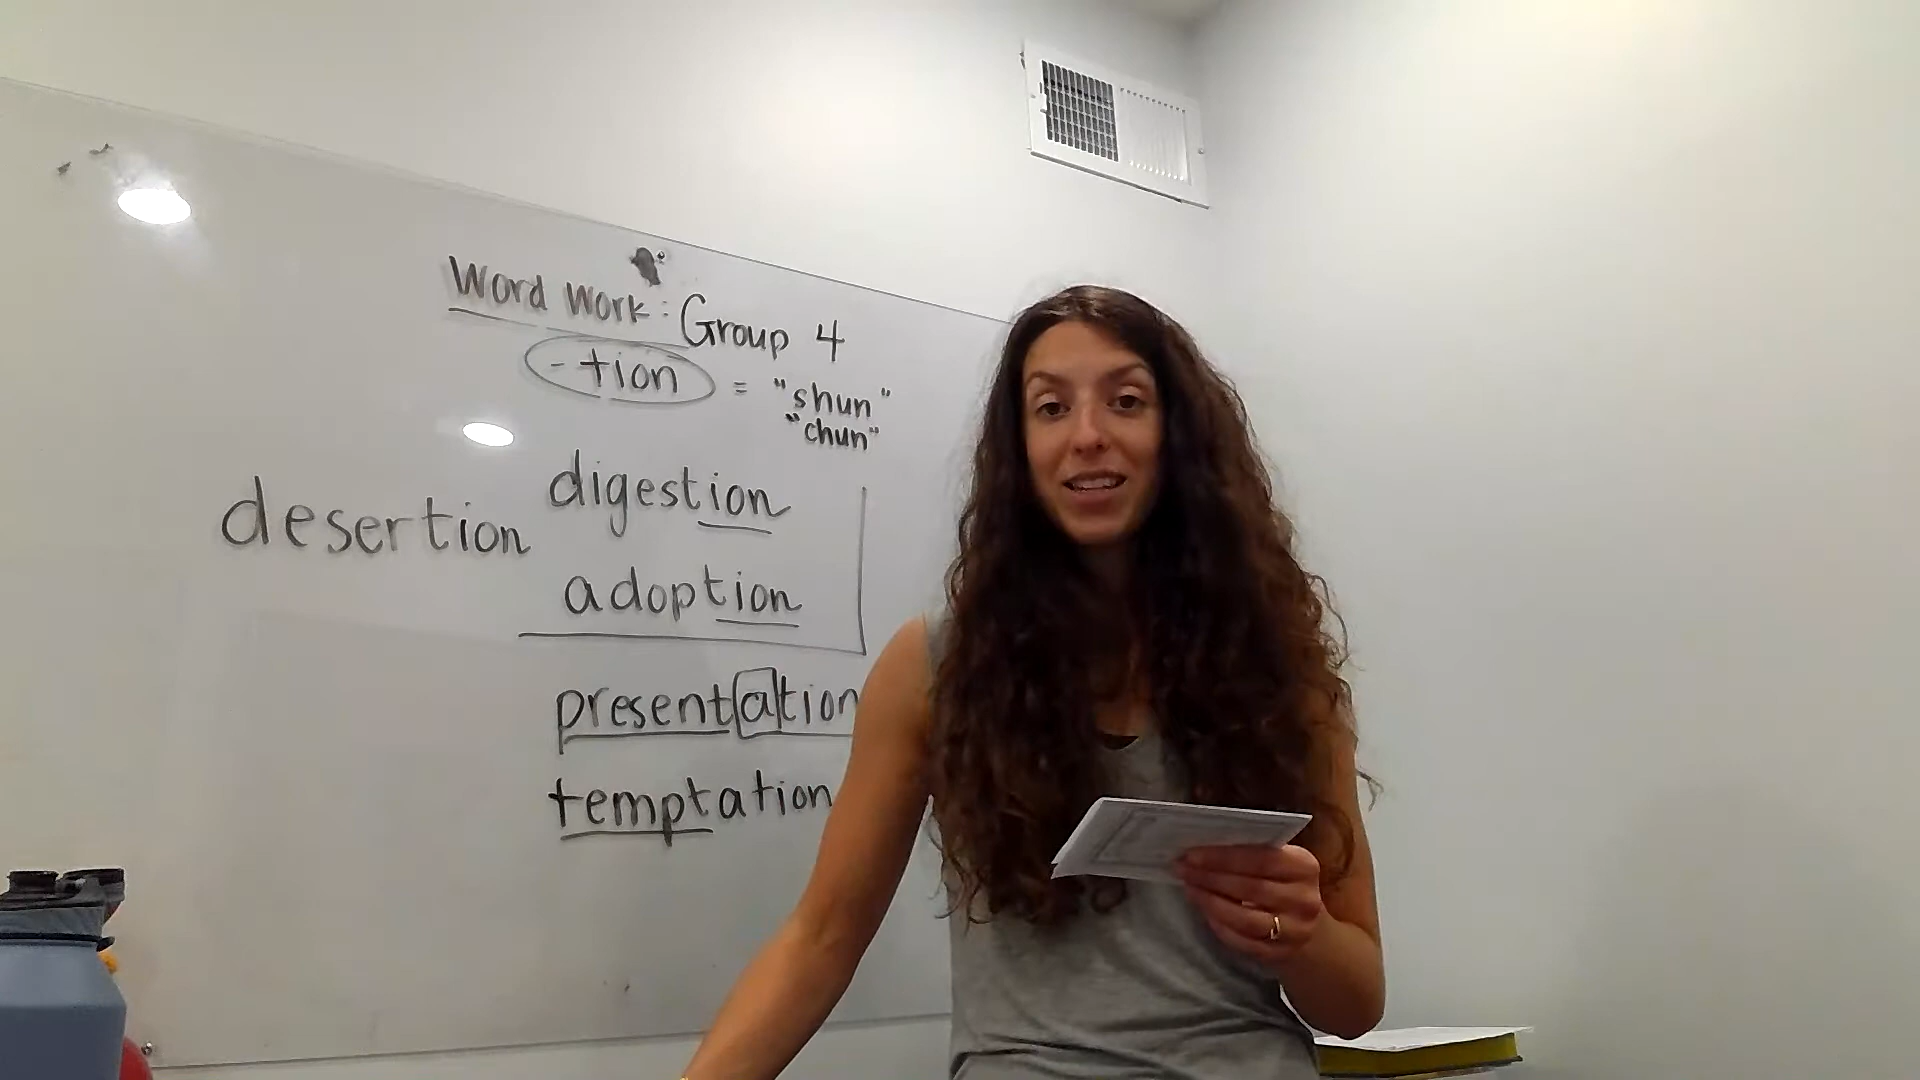 Word Work: Group 4
-tion = "shun"
"chun"
digestion
desertion
adoption
presentation
temptation